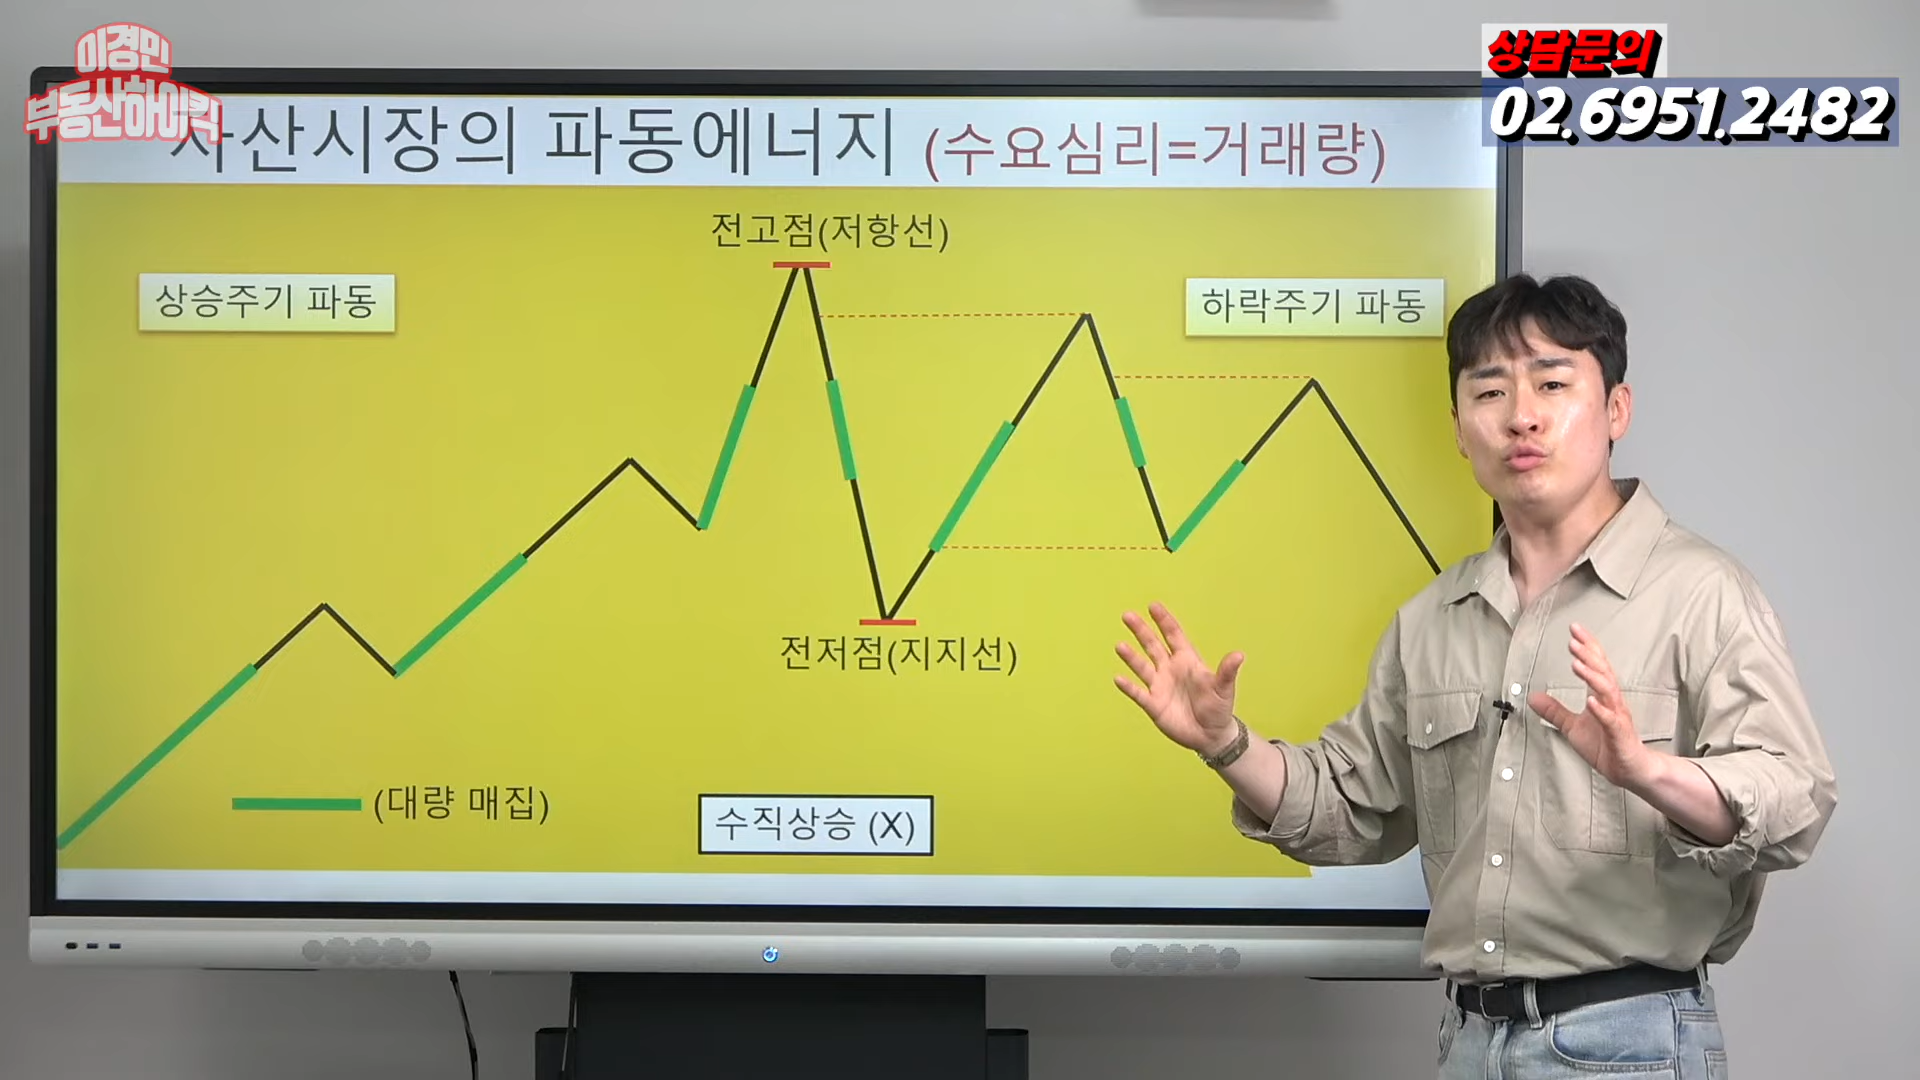 이경민
부동산하이킥
상담문의
02.6951.2482
자산시장의 파동에너지 (수요심리=거래량)
전고점(저항선)
상승주기 파동
하락주기 파동
전저점(지지선)
(대량 매집)
수직상승 (X)